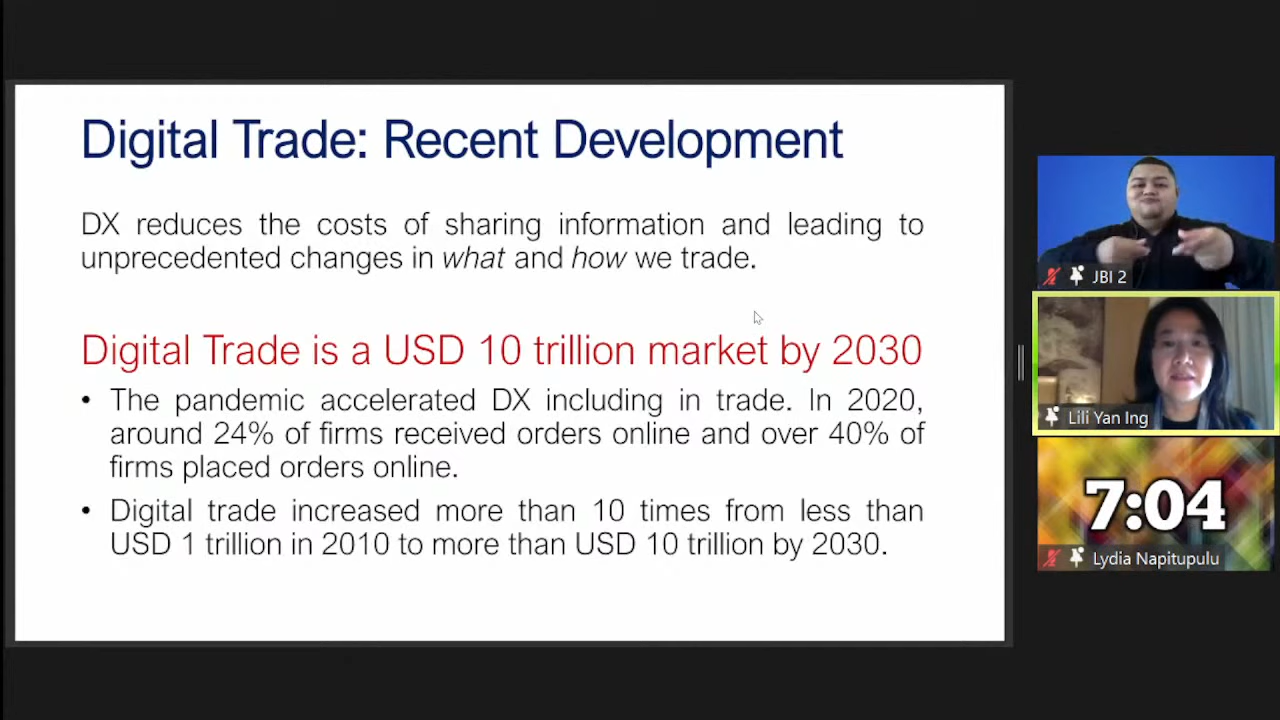 Digital Trade: Recent Development
DX reduces the costs of sharing information and leading to
unprecedented changes in what and how we trade.
Digital Trade is a USD 10 trillion market by 2030
• The pandemic accelerated DX including in trade. In 2020,
around 24% of firms received orders online and over 40% of
firms placed orders online.
• Digital trade increased more than 10 times from less than
USD 1 trillion in 2010 to more than USD 10 trillion by 2030.
JBI 2
Lili Yan Ing
7:04
Lydia Napitupulu